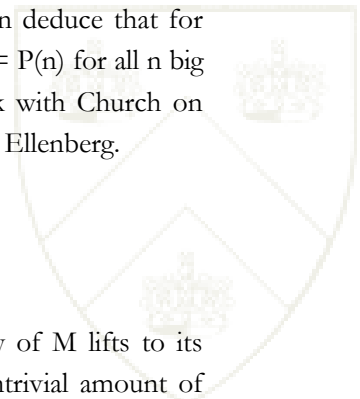 n deduce that for
= P(n) for all n big
with Church on
Ellenberg.
of M lifts to its
ntrivial amount of